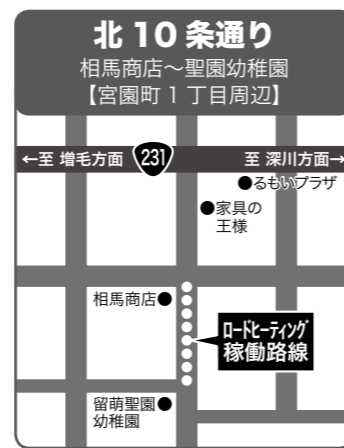 北10条通り
相馬商店～聖園幼稚園
【宮園町1丁目周辺】
←至 増毛方面 231 至 深川方面→
●るもいプラザ
●家具の
王様
相馬商店●
ロードヒーティング
稼働路線
留萌聖園●
幼稚園